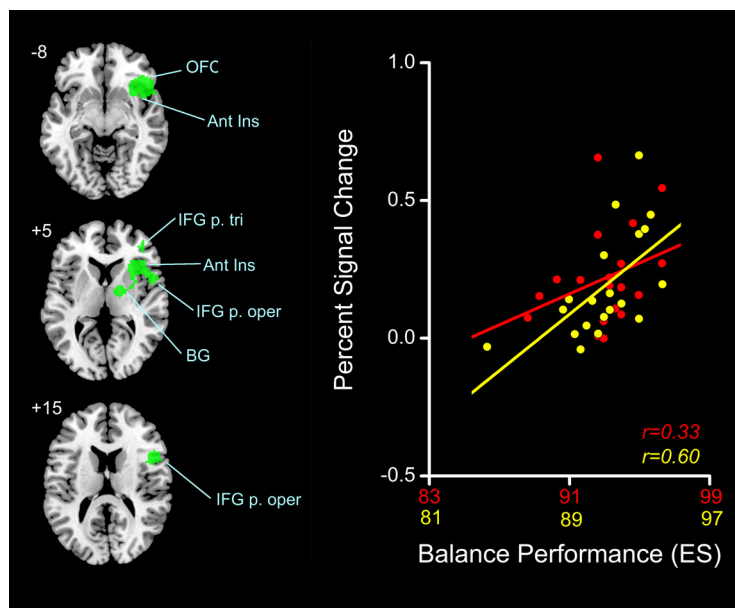 -8
OFC
Ant Ins
+5
IFG p. tri
Ant Ins
IFG p. oper
BG
+15
IFG p. oper
Percent Signal Change
1.0
0.5
0.0
-0.5
r=0.33
r=0.60
83 91 99
81 89 97
Balance Performance (ES)